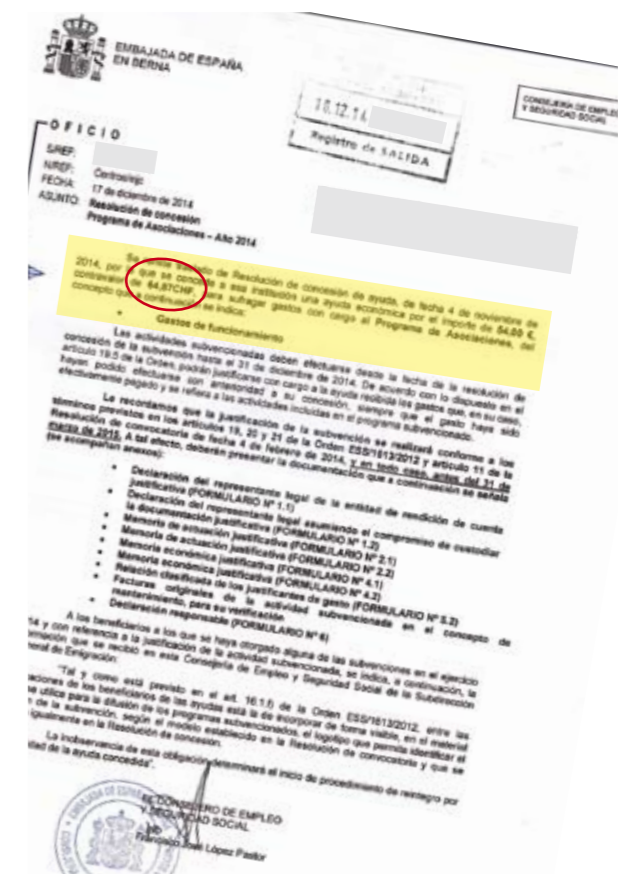 EMBAJADA DE ESPAÑA
EN BERNA
CONSEJERÍA DE EMPLEO
Y SEGURIDAD SOCIAL
18.12.14
Registro de SALIDA
OFICIO
S/REF:
N/REF:
FECHA: 17 de diciembre de 2014
ASUNTO: Resolución de concesión
Programa de Asociaciones – Año 2014
traslado de Resolución de concesión de ayuda, de fecha 4 de noviembre de
2014, por que se concede a esa Institución una ayuda económica por el importe de 54,00 €,
contravalor de 64,87CHF, para sufragar gastos con cargo al Programa de Asociaciones, del
concepto que a continuación se indica:
• Gastos de funcionamiento
Las actividades subvencionadas deben efectuarse desde la fecha de la resolución de
concesión de la subvención hasta el 31 de diciembre de 2014. De acuerdo con lo dispuesto en el
artículo 19.5 de la Orden, podrán justificarse con cargo a la ayuda recibida los gastos que, en su caso,
hayan podido efectuarse con anterioridad a su concesión, siempre que el gasto haya sido
efectivamente pagado y se refiera a las actividades incluidas en el programa subvencionado.
Le recordamos que la justificación de la subvención se realizará conforme a los
términos previstos en los artículos 19, 20 y 21 de la Orden ESS/1613/2012 y artículo 11 de la
Resolución de convocatoria de fecha 4 de febrero de 2014, y en todo caso, antes del 31 de
marzo de 2015. A tal efecto, deberán presentar la documentación que a continuación se señala
(se acompañan anexos):
• Declaración del representante legal de la entidad de rendición de cuenta
justificativa (FORMULARIO Nº 1.1)
• Declaración del representante legal asumiendo el compromiso de custodiar
la documentación justificativa (FORMULARIO Nº 1.2)
• Memoria de actuación justificativa (FORMULARIO Nº 2.1)
• Memoria de actuación justificativa (FORMULARIO Nº 2.2)
• Memoria económica justificativa (FORMULARIO Nº 4.1)
• Memoria económica justificativa (FORMULARIO Nº 4.2)
• Relación clasificada de los justificantes de gasto (FORMULARIO Nº 5.2)
• Facturas originales de la actividad subvencionada en el concepto de
mantenimiento, para su verificación
• Declaración responsable (FORMULARIO Nº 6)
A los beneficiarios a los que se haya otorgado alguna de las subvenciones en el ejercicio
14 y con referencia a la justificación de la actividad subvencionada, se indica, a continuación, la
ormación que se recibió en esta Consejería de Empleo y Seguridad Social de la Subdirección
neral de Emigración:
"Tal y como está previsto en el art. 16.1.f) de la Orden ESS/1613/2012, entre las
aciones de los beneficiarios de las ayudas está la de incorporar de forma visible, en el material
se utilice para la difusión de los programas subvencionados, el logotipo que permita identificar el
n de la subvención, según el modelo establecido en la Resolución de convocatoria y que se
igualmente en la Resolución de concesión.
La inobservancia de esta obligación determinará el inicio de procedimiento de reintegro por
lidad de la ayuda concedida".
EL CONSEJERO DE EMPLEO
Y SEGURIDAD SOCIAL
Francisco José López Pastor